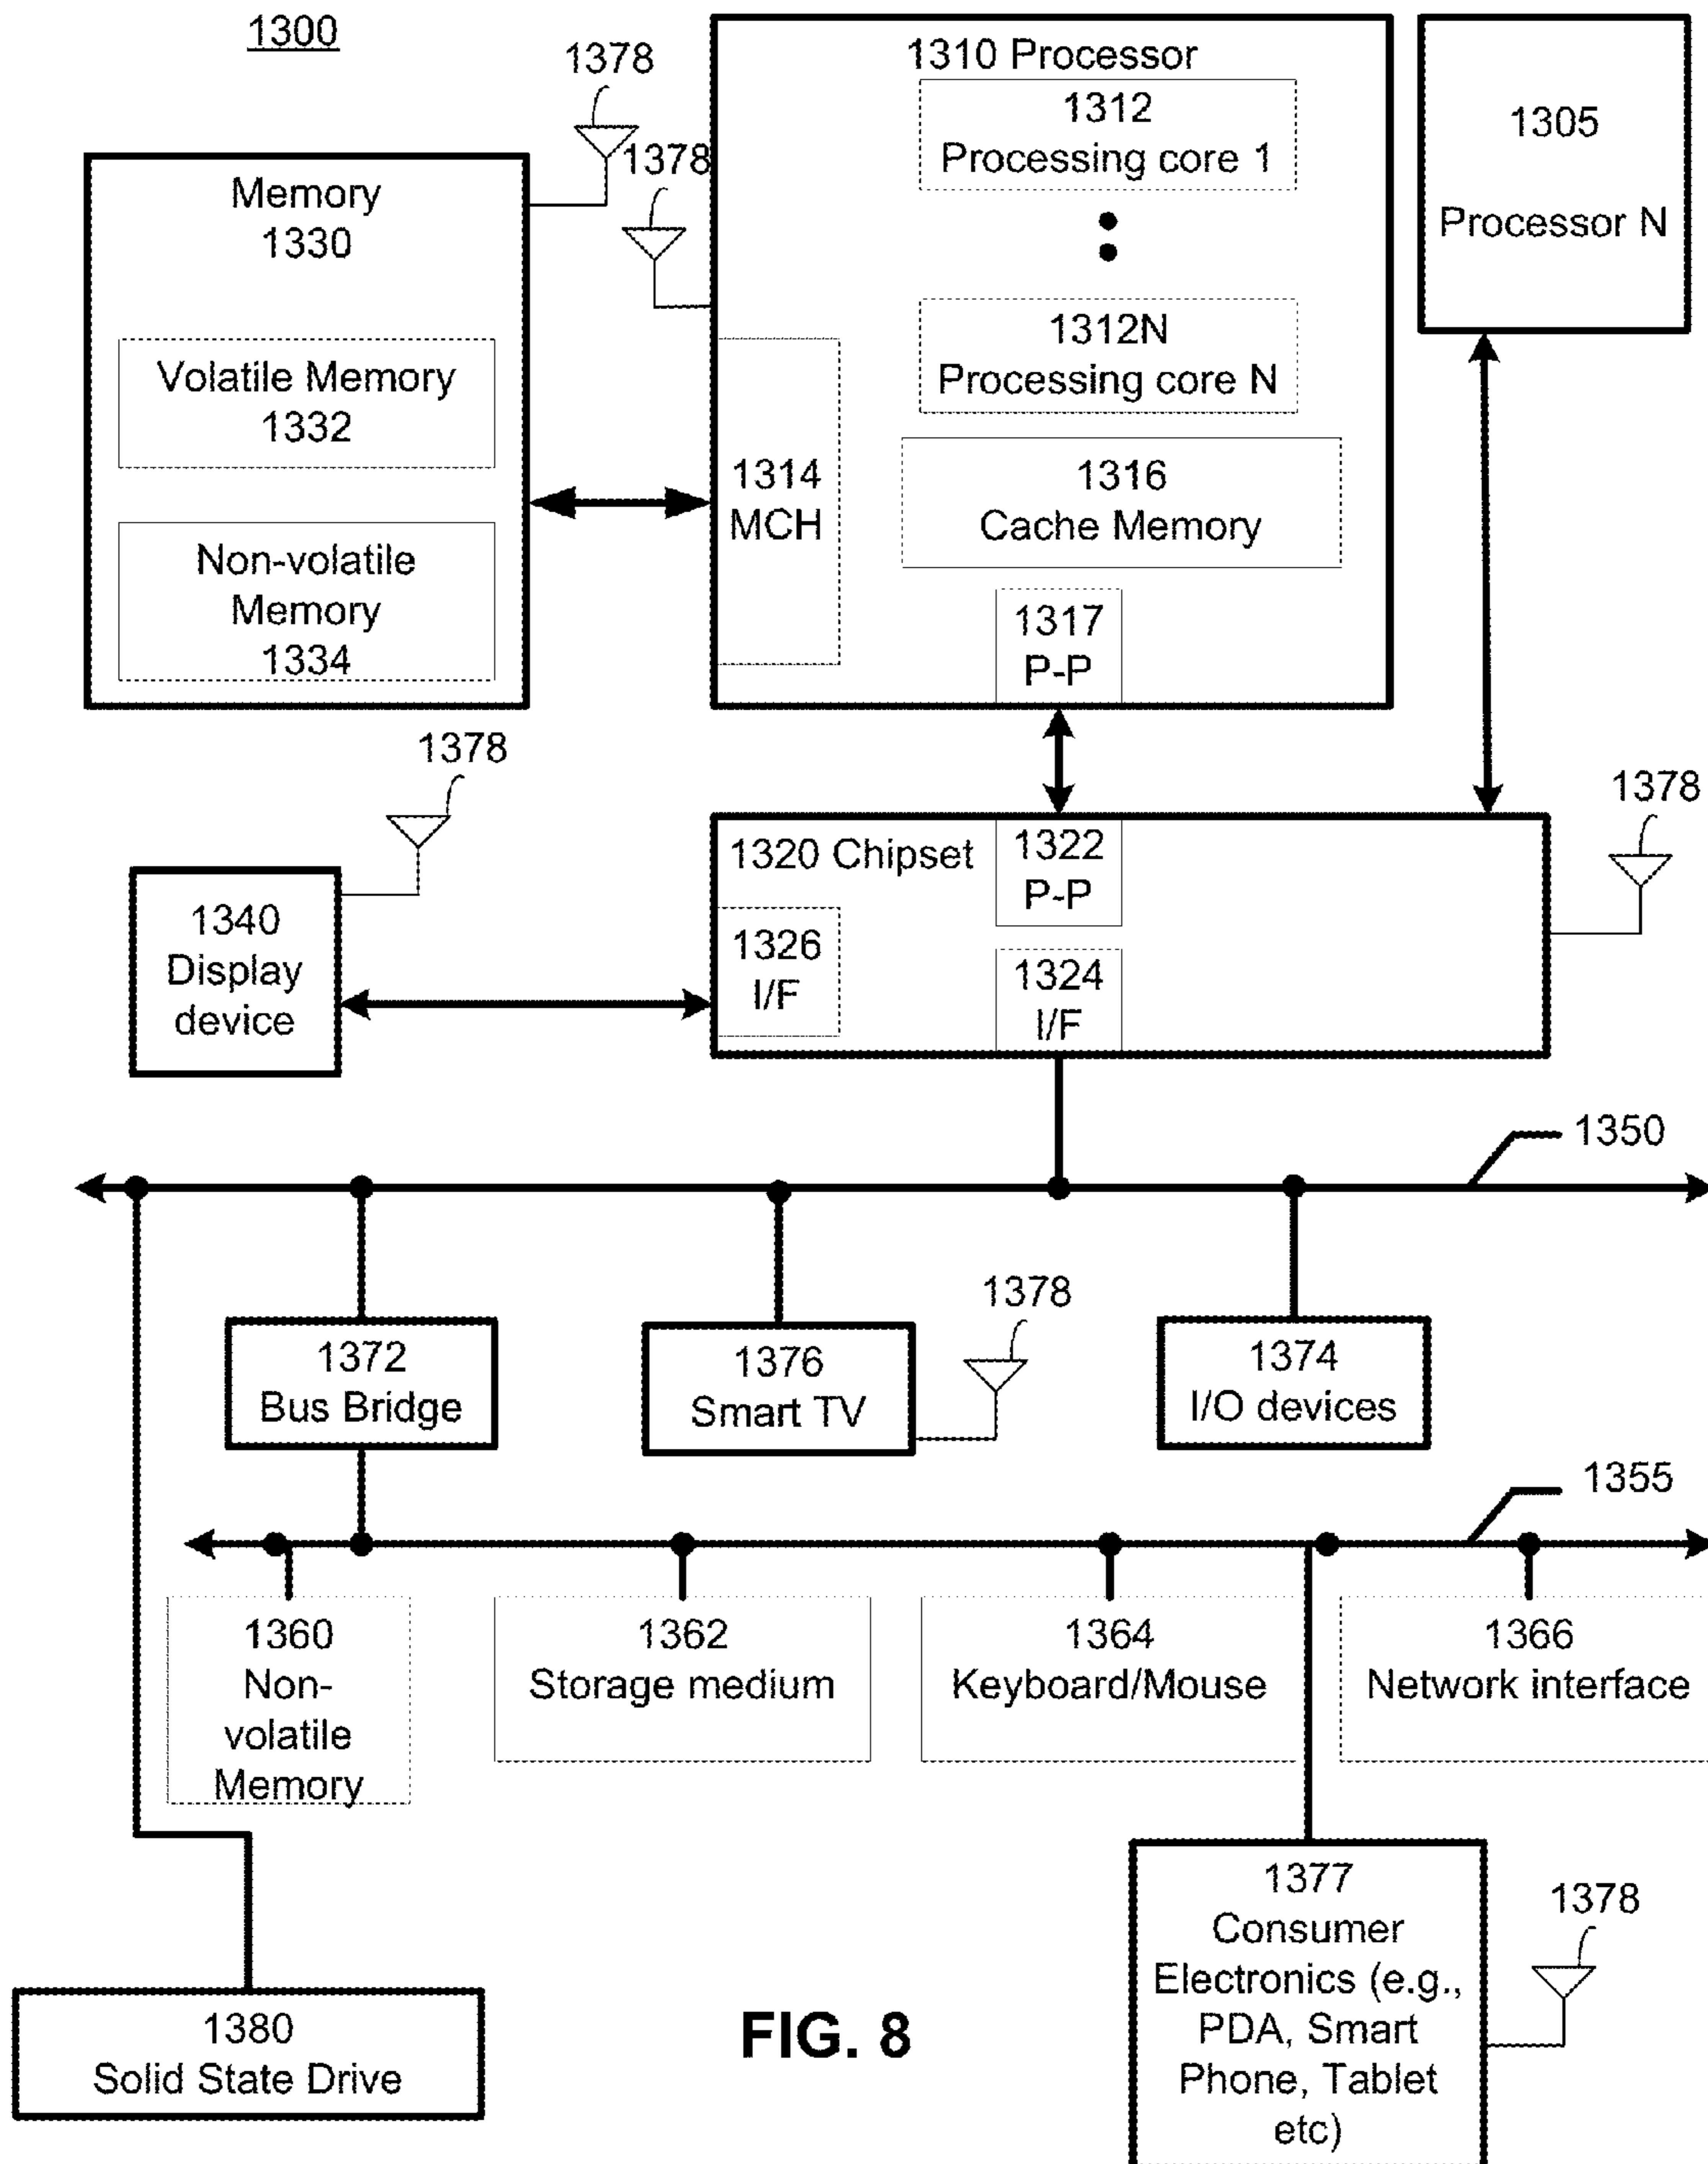 1300
1378
1378
1310 Processor
1312
Processing core 1
1312N
Processing core N
1314
MCH
1316
Cache Memory
1317
P-P
1305
Processor N
Memory
1330
Volatile Memory
1332
Non-volatile
Memory
1334
1378
1378
1340
Display
device
1320 Chipset
1322
P-P
1326
I/F
1324
I/F
1350
1372
Bus Bridge
1376
Smart TV
1378
1374
I/O devices
1355
1360
Non-
volatile
Memory
1362
Storage medium
1364
Keyboard/Mouse
1366
Network interface
1377
Consumer
Electronics (e.g.,
PDA, Smart
Phone, Tablet
etc)
1378
1380
Solid State Drive
FIG. 8